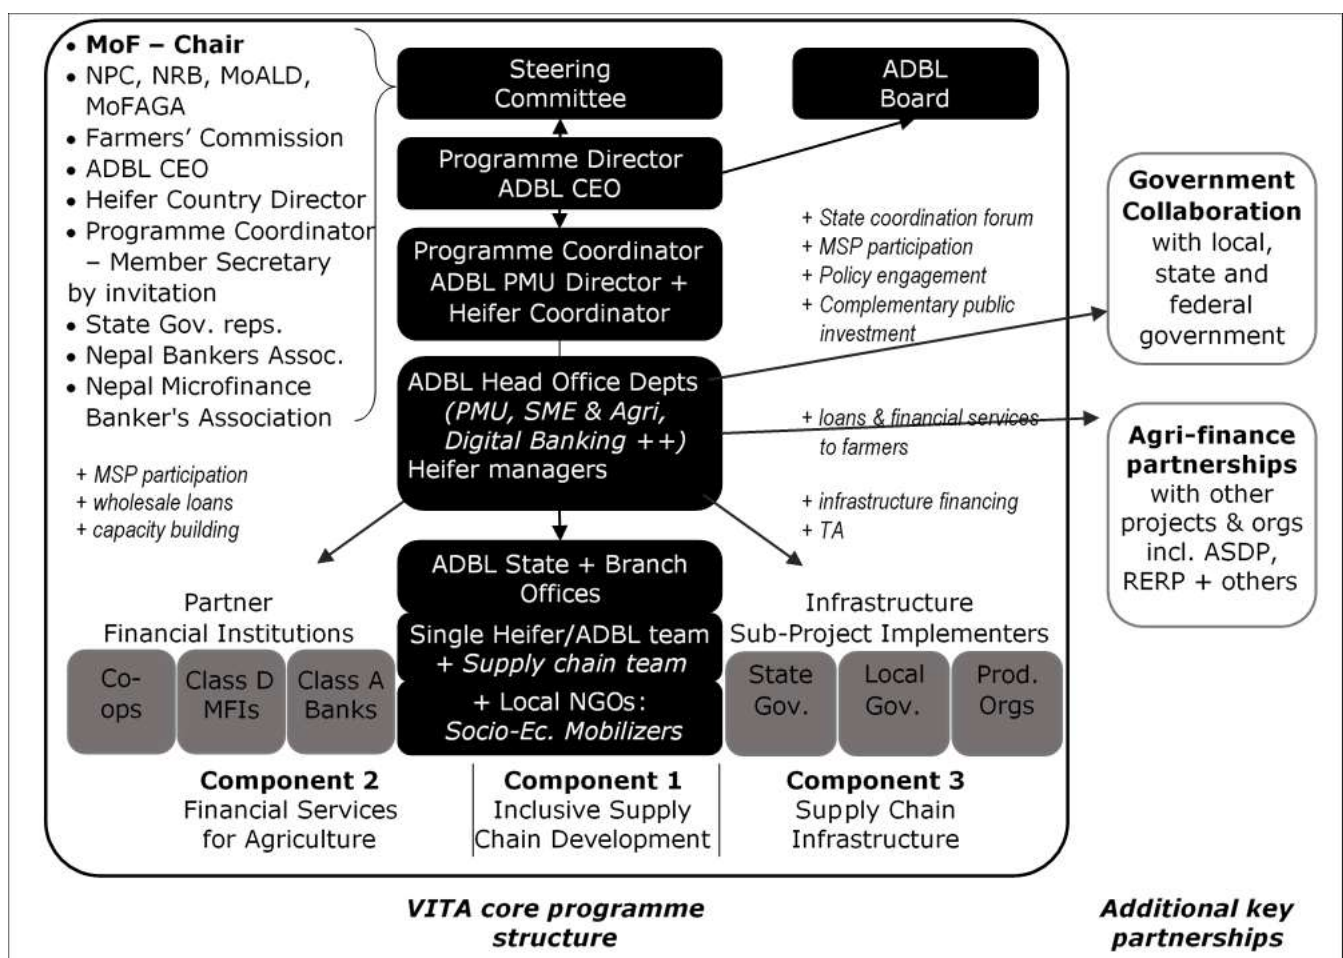 • MoF – Chair
• NPC, NRB, MoALD,
MoFAGA
• Farmers’ Commission
• ADBL CEO
• Heifer Country Director
• Programme Coordinator
– Member Secretary
by invitation
• State Gov. reps.
• Nepal Bankers Assoc.
• Nepal Microfinance
Banker's Association
Steering
Committee
ADBL
Board
Programme Director
ADBL CEO
Programme Coordinator
ADBL PMU Director +
Heifer Coordinator
+ State coordination forum
+ MSP participation
+ Policy engagement
+ Complementary public
investment
Government
Collaboration
with local,
state and
federal
government
ADBL Head Office Depts
(PMU, SME & Agri,
Digital Banking ++)
Heifer managers
+ loans & financial services
to farmers
Agri-finance
partnerships
with other
projects & orgs
incl. ASDP,
RERP + others
+ MSP participation
+ wholesale loans
+ capacity building
+ infrastructure financing
+ TA
ADBL State + Branch
Offices
Single Heifer/ADBL team
+ Supply chain team
+ Local NGOs:
Socio-Ec. Mobilizers
Partner
Financial Institutions
Co-
ops
Class D
MFIs
Class A
Banks
Infrastructure
Sub-Project Implementers
State
Gov.
Local
Gov.
Prod.
Orgs
Component 2
Financial Services
for Agriculture
Component 1
Inclusive Supply
Chain Development
Component 3
Supply Chain
Infrastructure
VITA core programme
structure
Additional key
partnerships